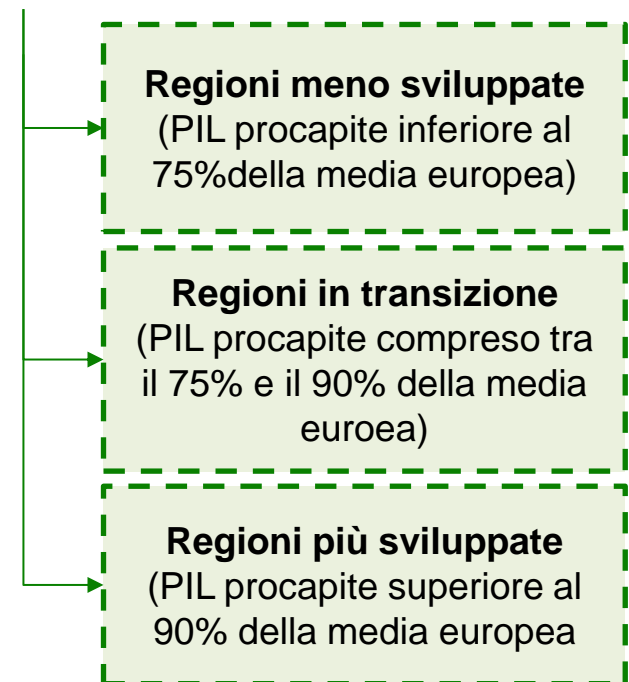 Regioni meno sviluppate
(PIL procapite inferiore al
75%della media europea)
Regioni in transizione
(PIL procapite compreso tra
il 75% e il 90% della media
euroea)
Regioni più sviluppate
(PIL procapite superiore al
90% della media europea